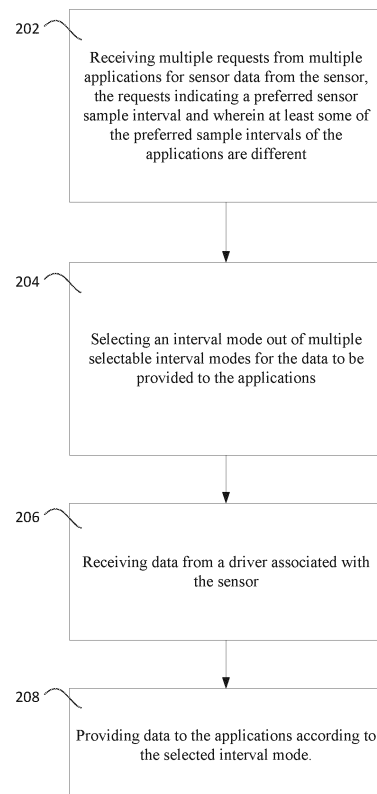 202
Receiving multiple requests from multiple
applications for sensor data from the sensor,
the requests indicating a preferred sensor
sample interval and wherein at least some of
the preferred sample intervals of the
applications are different
204
Selecting an interval mode out of multiple
selectable interval modes for the data to be
provided to the applications
206
Receiving data from a driver associated with
the sensor
208
Providing data to the applications according to
the selected interval mode.